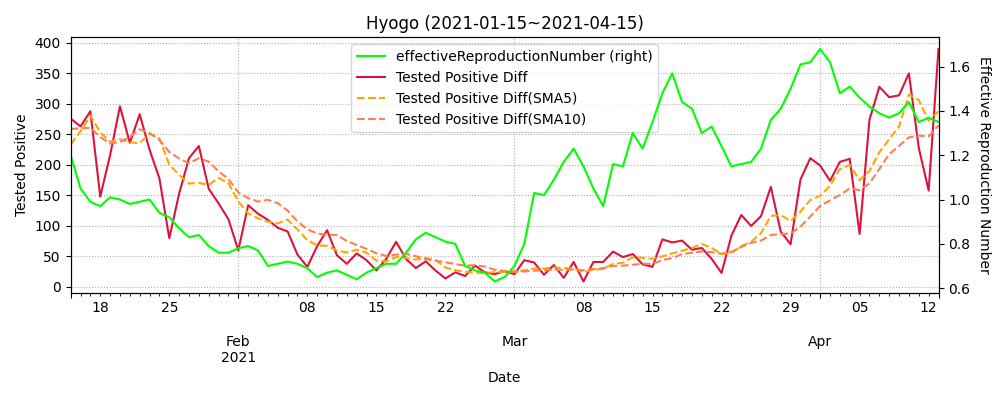 Hyogo (2021-01-15~2021-04-15)
effectiveReproductionNumber (right)
Tested Positive Diff
Tested Positive Diff(SMA5)
Tested Positive Diff(SMA10)
Tested Positive
400
350
300
250
200
150
100
50
0
1.6
1.4
1.2
1.0
0.8
0.6
Effective Reproduction Number
18 25 08 15 22 08 15 22 29 05 12
Feb Mar Apr
2021
Date